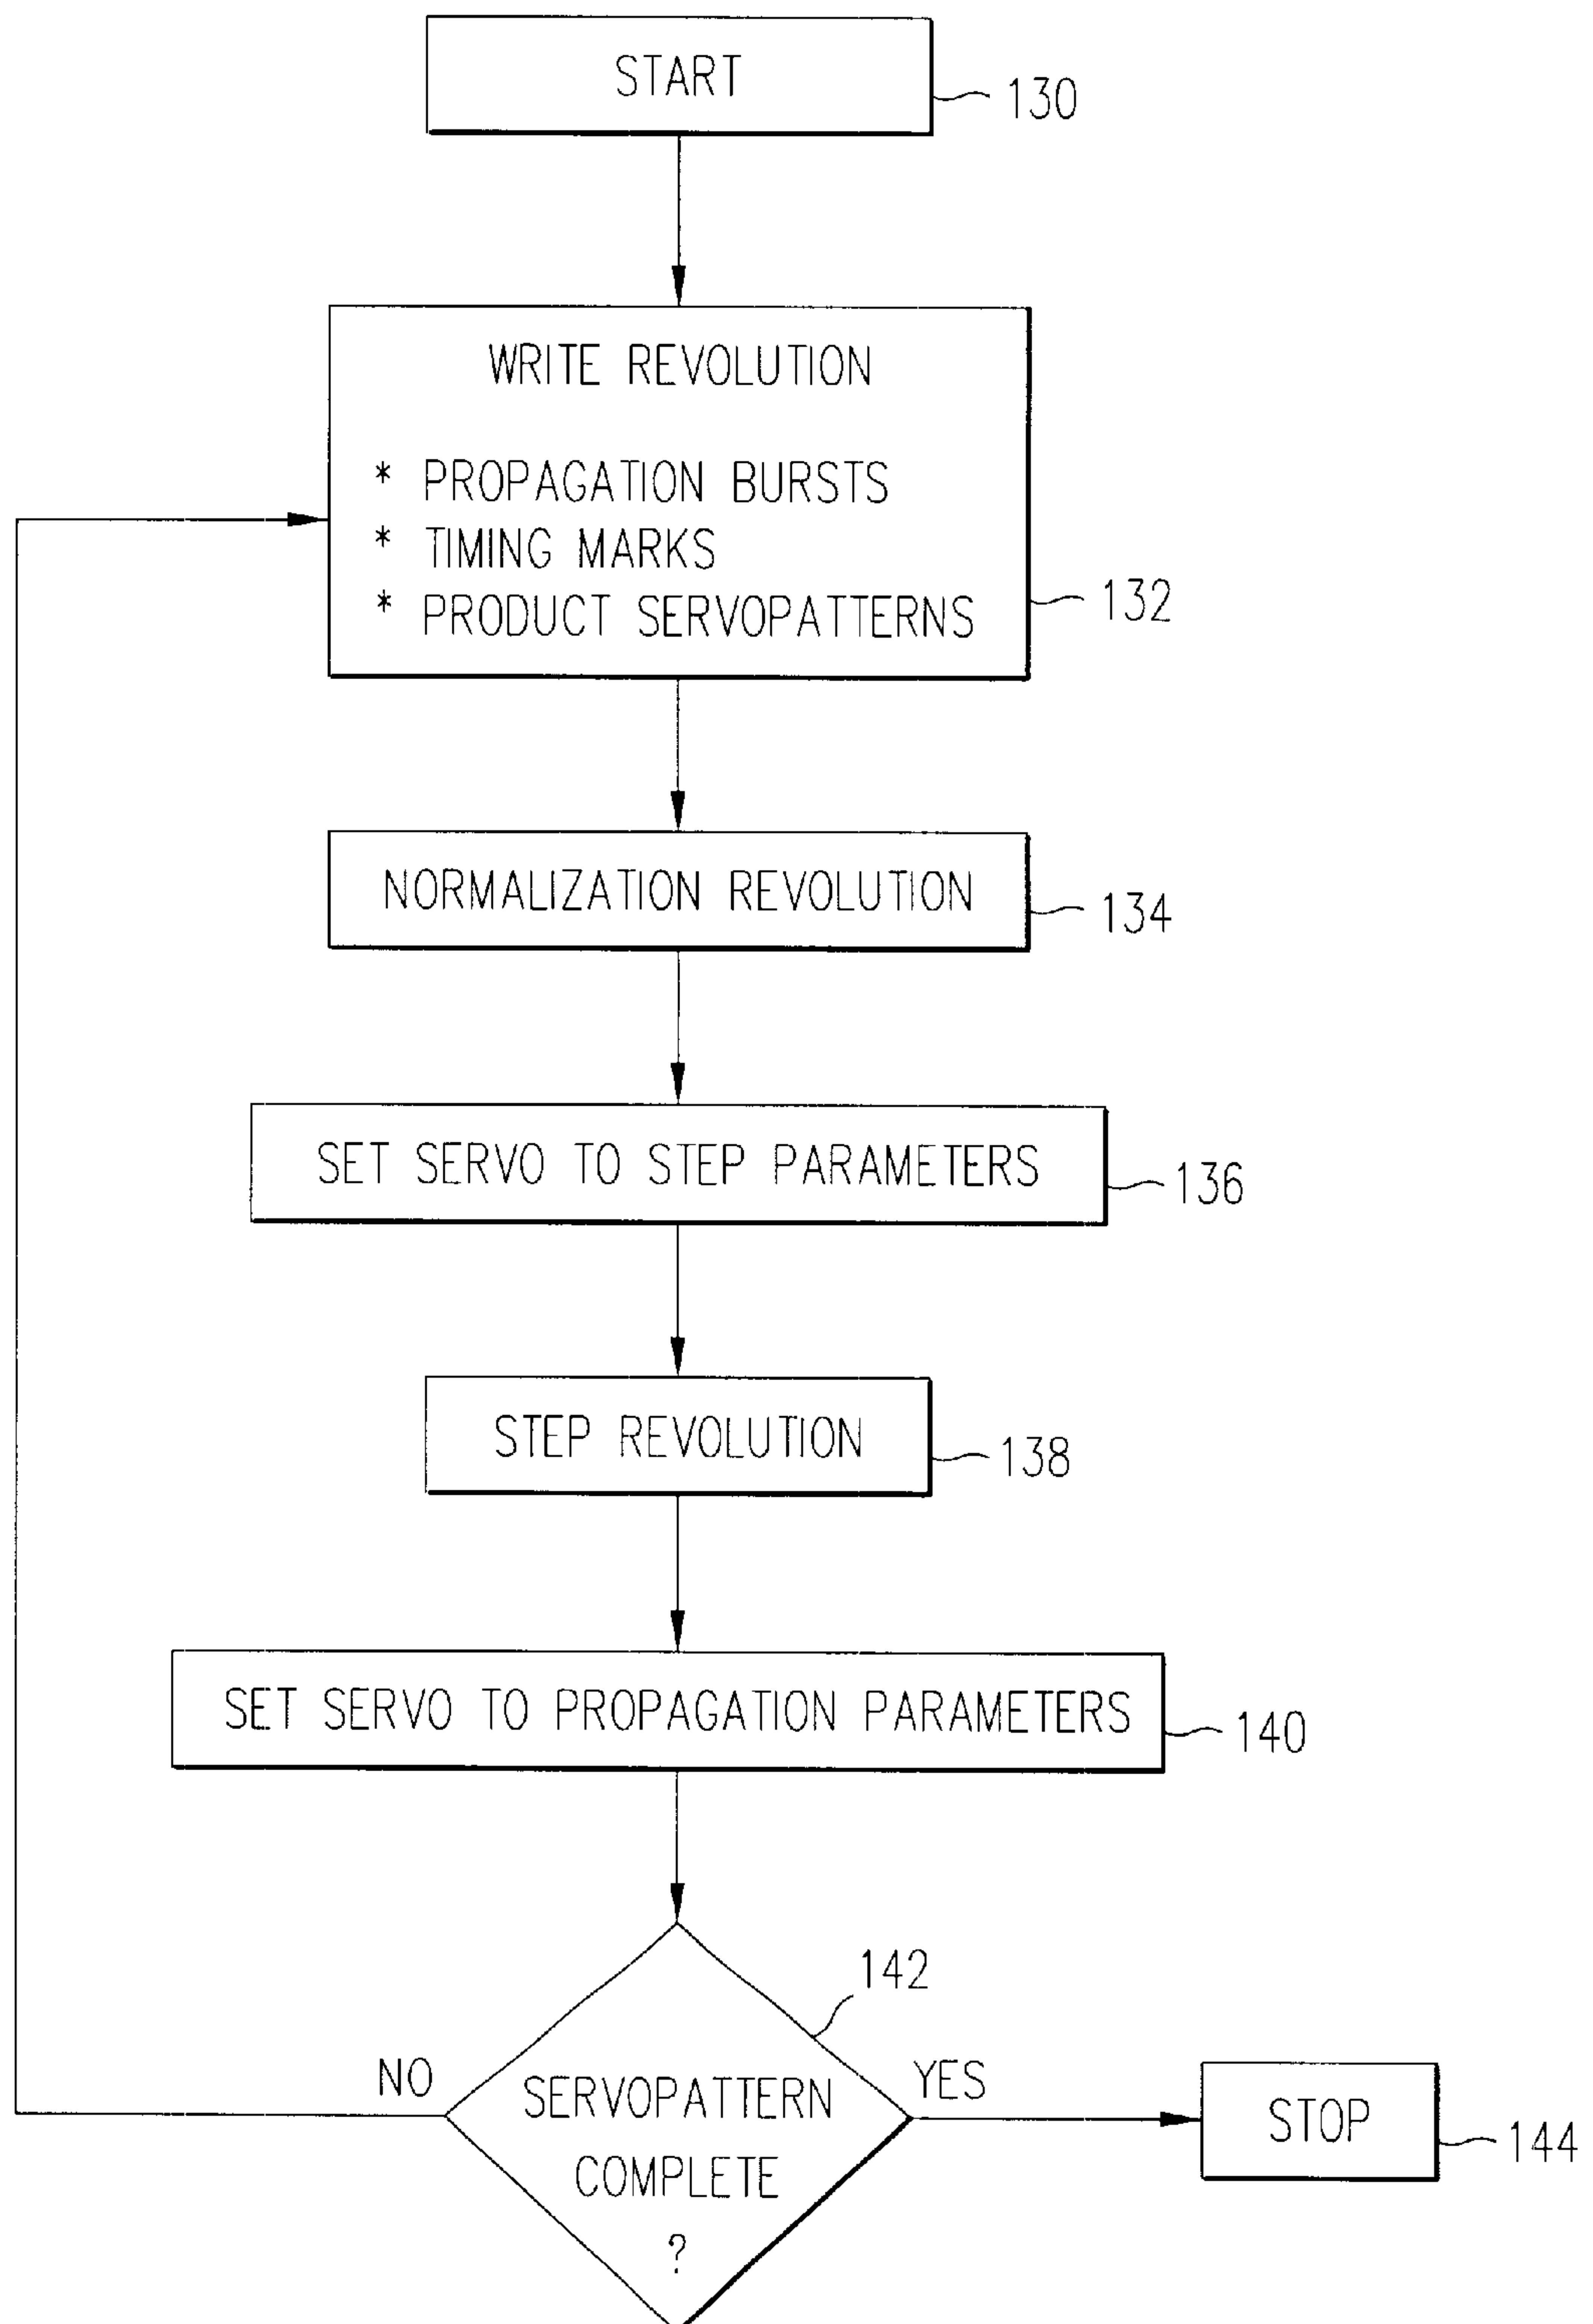 START
130
WRITE REVOLUTION
* PROPAGATION BURSTS
* TIMING MARKS
* PRODUCT SERVOPATTERNS
132
NORMALIZATION REVOLUTION
134
SET SERVO TO STEP PARAMETERS
136
STEP REVOLUTION
138
SET SERVO TO PROPAGATION PARAMETERS
140
142
NO
YES
SERVOPATTERN
COMPLETE
?
STOP
144